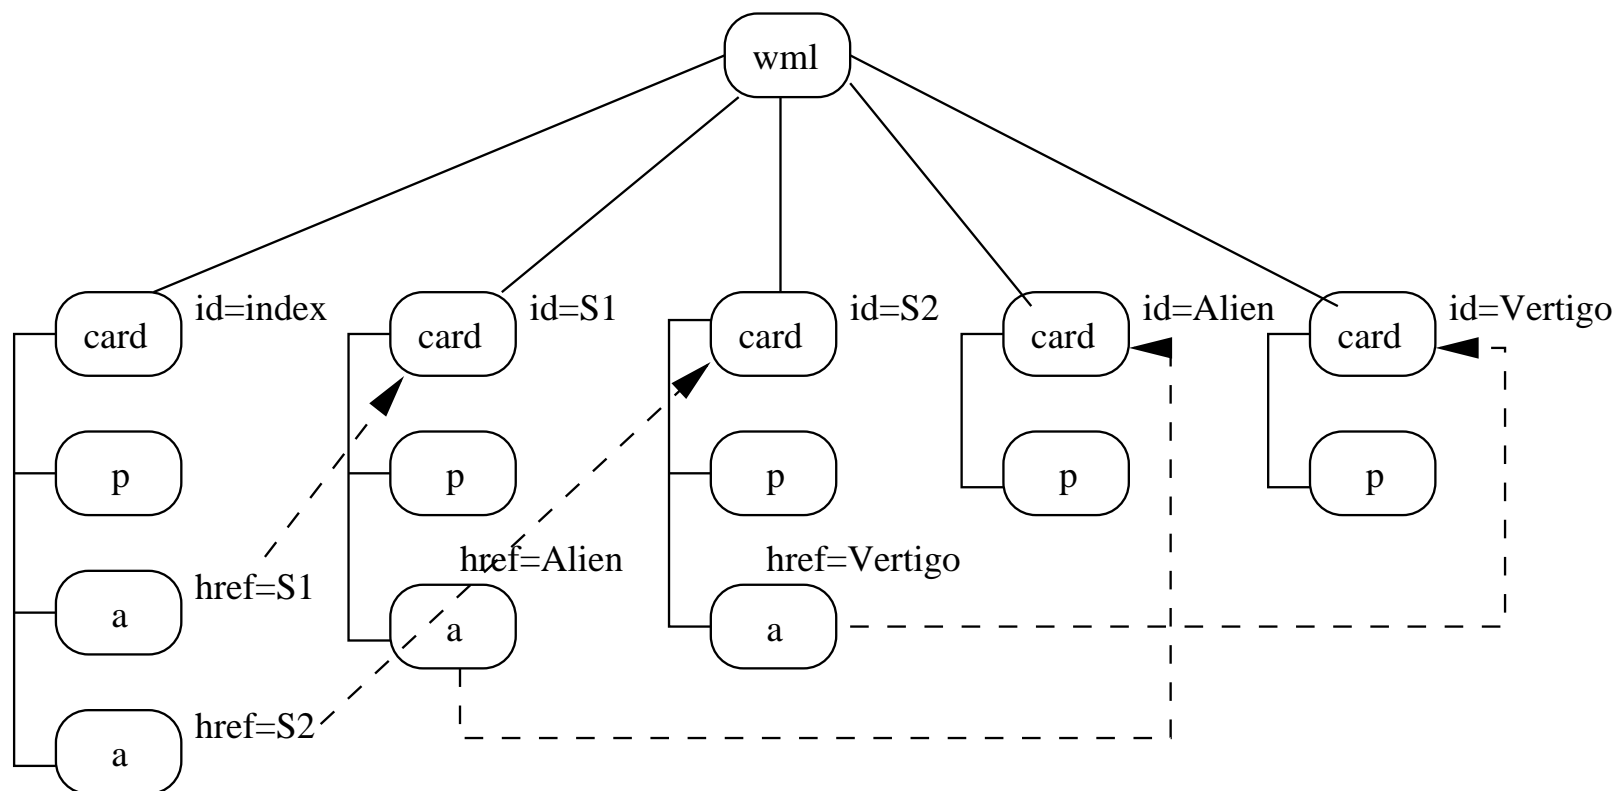 wml
card id=index
card id=S1
card id=S2
card id=Alien
card id=Vertigo
p
p
p
p
p
href=Alien
href=Vertigo
a href=S1
a
a
a href=S2